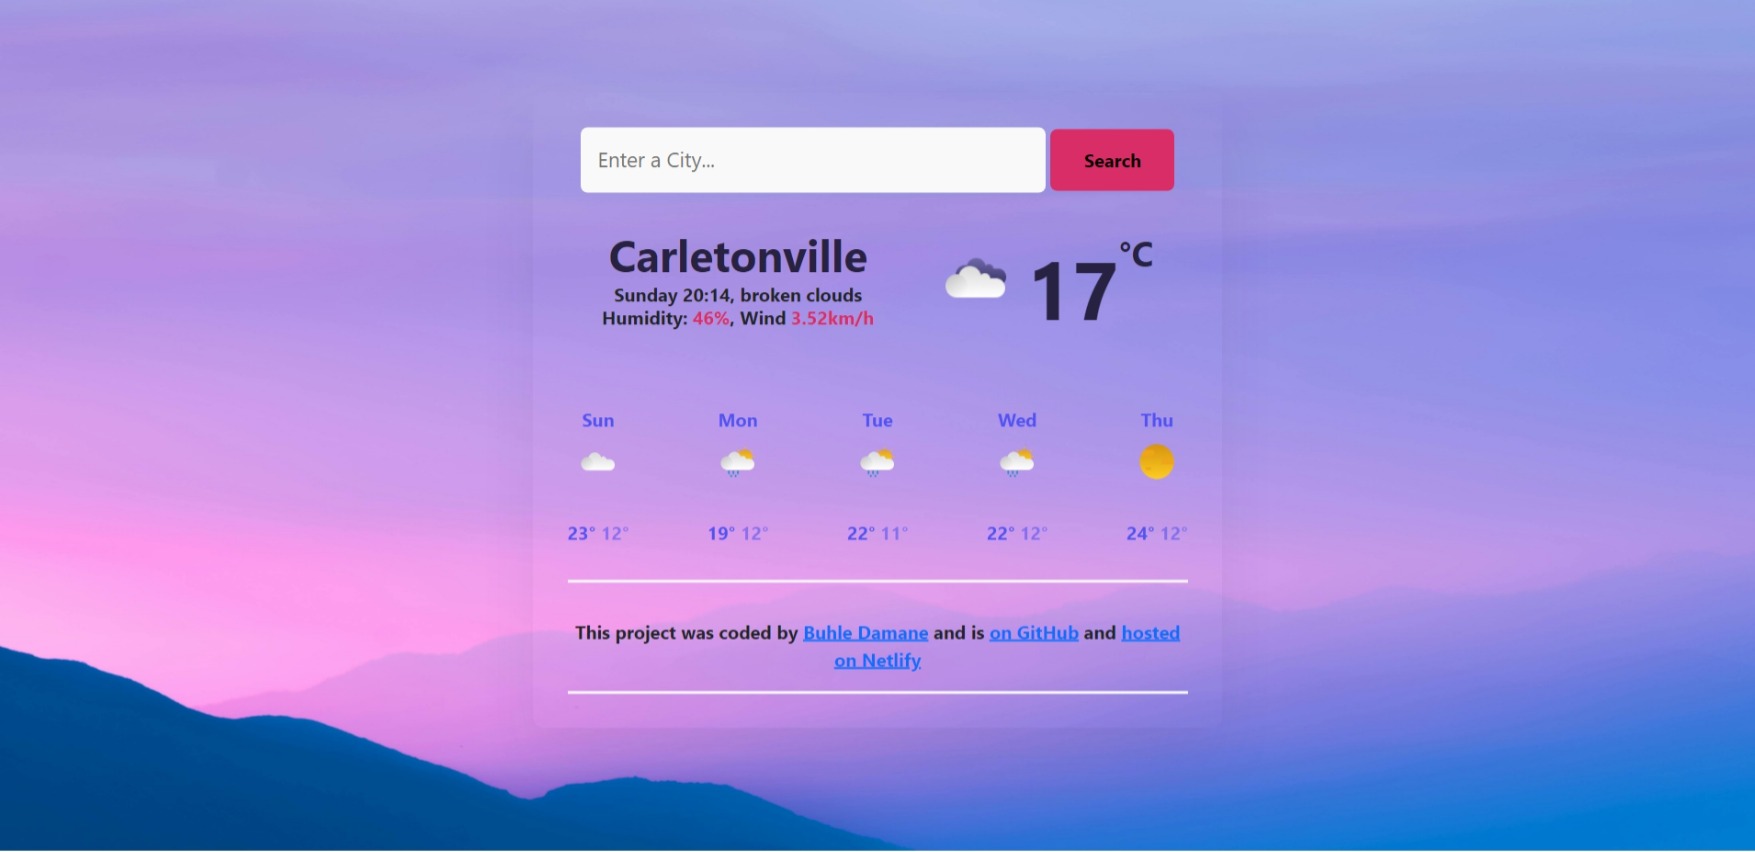 Enter a City...
Search
Carletonville
Sunday 20:14, broken clouds
Humidity: 46%, Wind 3.52km/h
17°C
Sun Mon Tue Wed Thu
23° 12° 19° 12° 22° 11° 22° 12° 24° 12°
This project was coded by Buhle Damane and is on GitHub and hosted
on Netlify